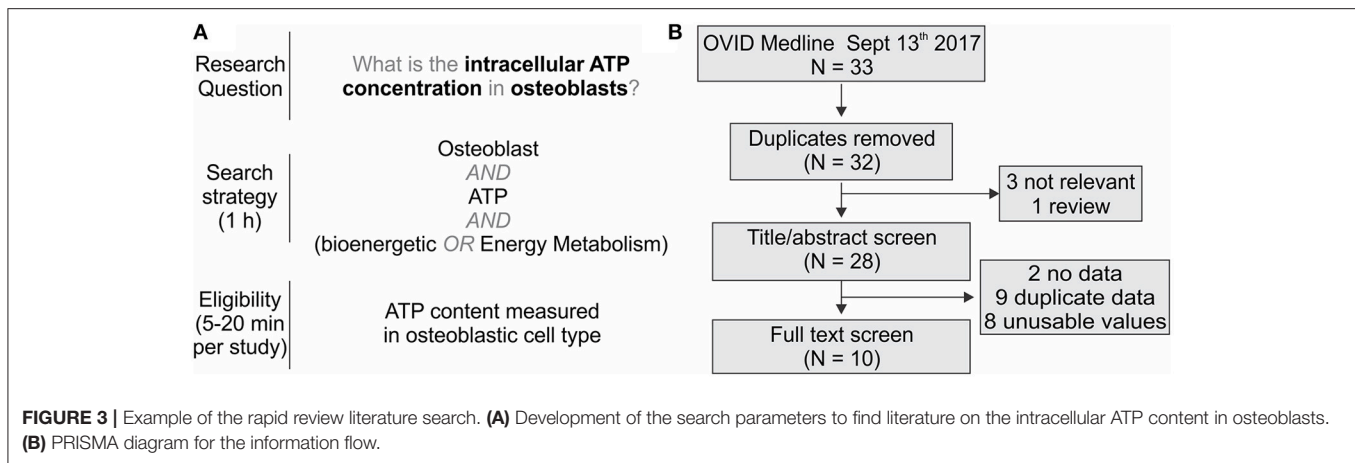 A
Research
Question
What is the intracellular ATP
concentration in osteoblasts?
Search
strategy
(1 h)
Osteoblast
AND
ATP
AND
(bioenergetic OR Energy Metabolism)
Eligibility
(5-20 min
per study)
ATP content measured
in osteoblastic cell type
B
OVID Medline Sept 13th 2017
N = 33
Duplicates removed
(N = 32)
3 not relevant
1 review
Title/abstract screen
(N = 28)
2 no data
9 duplicate data
8 unusable values
Full text screen
(N = 10)
FIGURE 3 | Example of the rapid review literature search. (A) Development of the search parameters to find literature on the intracellular ATP content in osteoblasts.
(B) PRISMA diagram for the information flow.